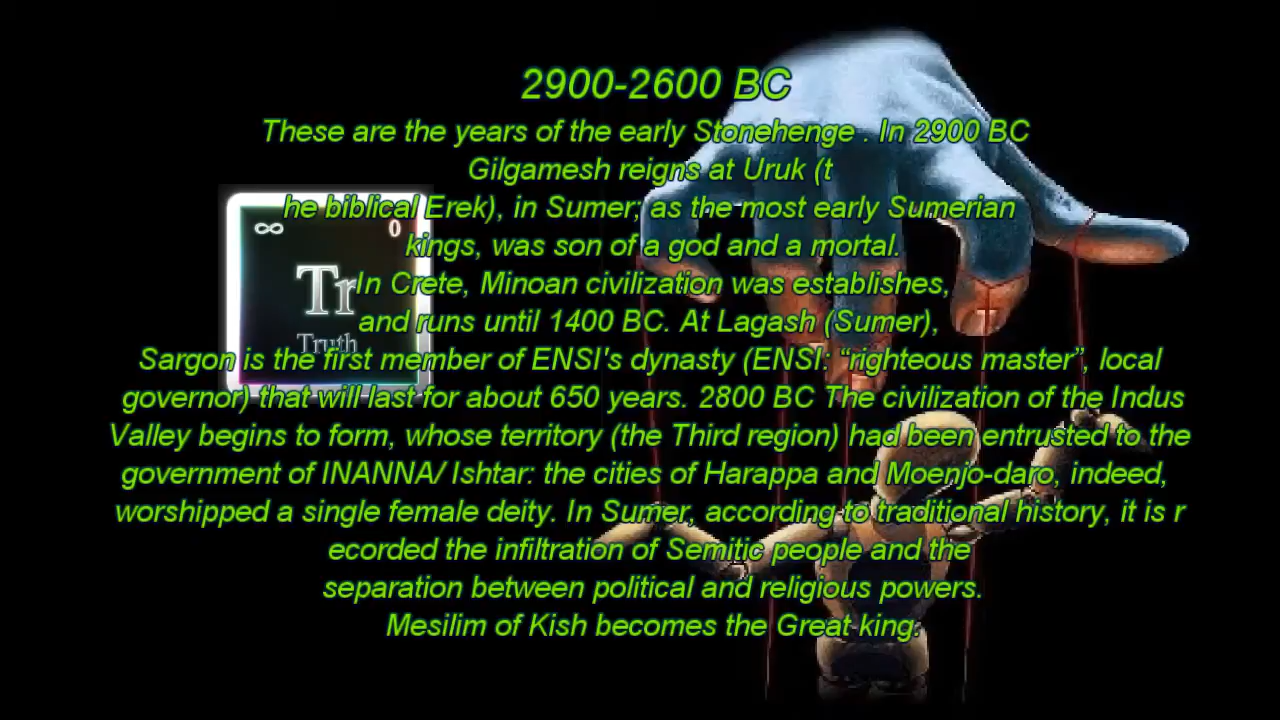 2900-2600 BC
These are the years of the early Stonehenge . In 2900 BC
Gilgamesh reigns at Uruk (t
he biblical Erek), in Sumer; as the most early Sumerian
∞ 0
kings, was son of a god and a mortal.
Tr
In Crete, Minoan civilization was establishes,
and runs until 1400 BC. At Lagash (Sumer),
Truth
Sargon is the first member of ENSI's dynasty (ENSI: “righteous master”, local
governor) that will last for about 650 years. 2800 BC The civilization of the Indus
Valley begins to form, whose territory (the Third region) had been entrusted to the
government of INANNA/ Ishtar: the cities of Harappa and Moenjo-daro, indeed,
worshipped a single female deity. In Sumer, according to traditional history, it is r
ecorded the infiltration of Semitic people and the
separation between political and religious powers.
Mesilim of Kish becomes the Great king.